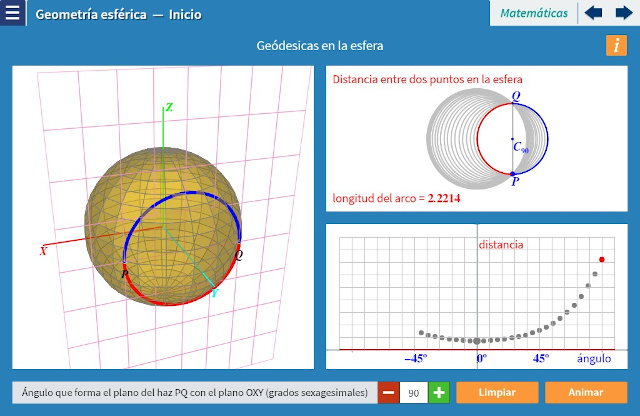 Geometría esférica — Inicio
Matemáticas
Geódesicas en la esfera
i
Z
X
P
Q
Y
Distancia entre dos puntos en la esfera
Q
C90
P
longitud del arco = 2.2214
distancia
−45° 0° 45° ángulo
Ángulo que forma el plano del haz PQ con el plano OXY (grados sexagesimales) − 90 + Limpiar Animar